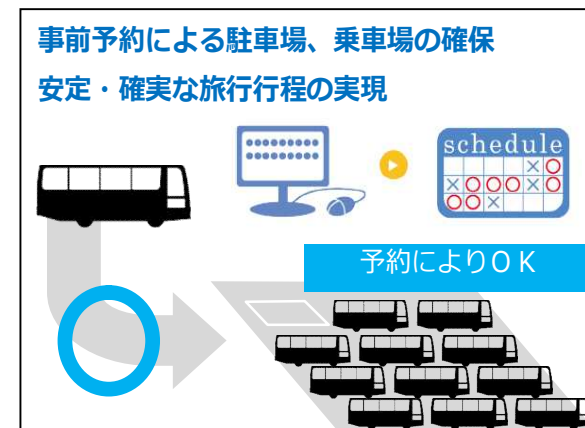 事前予約による駐車場、乗車場の確保
安定・確実な旅行行程の実現
schedule
×○
×○○○×○
○○×
予約によりＯＫ